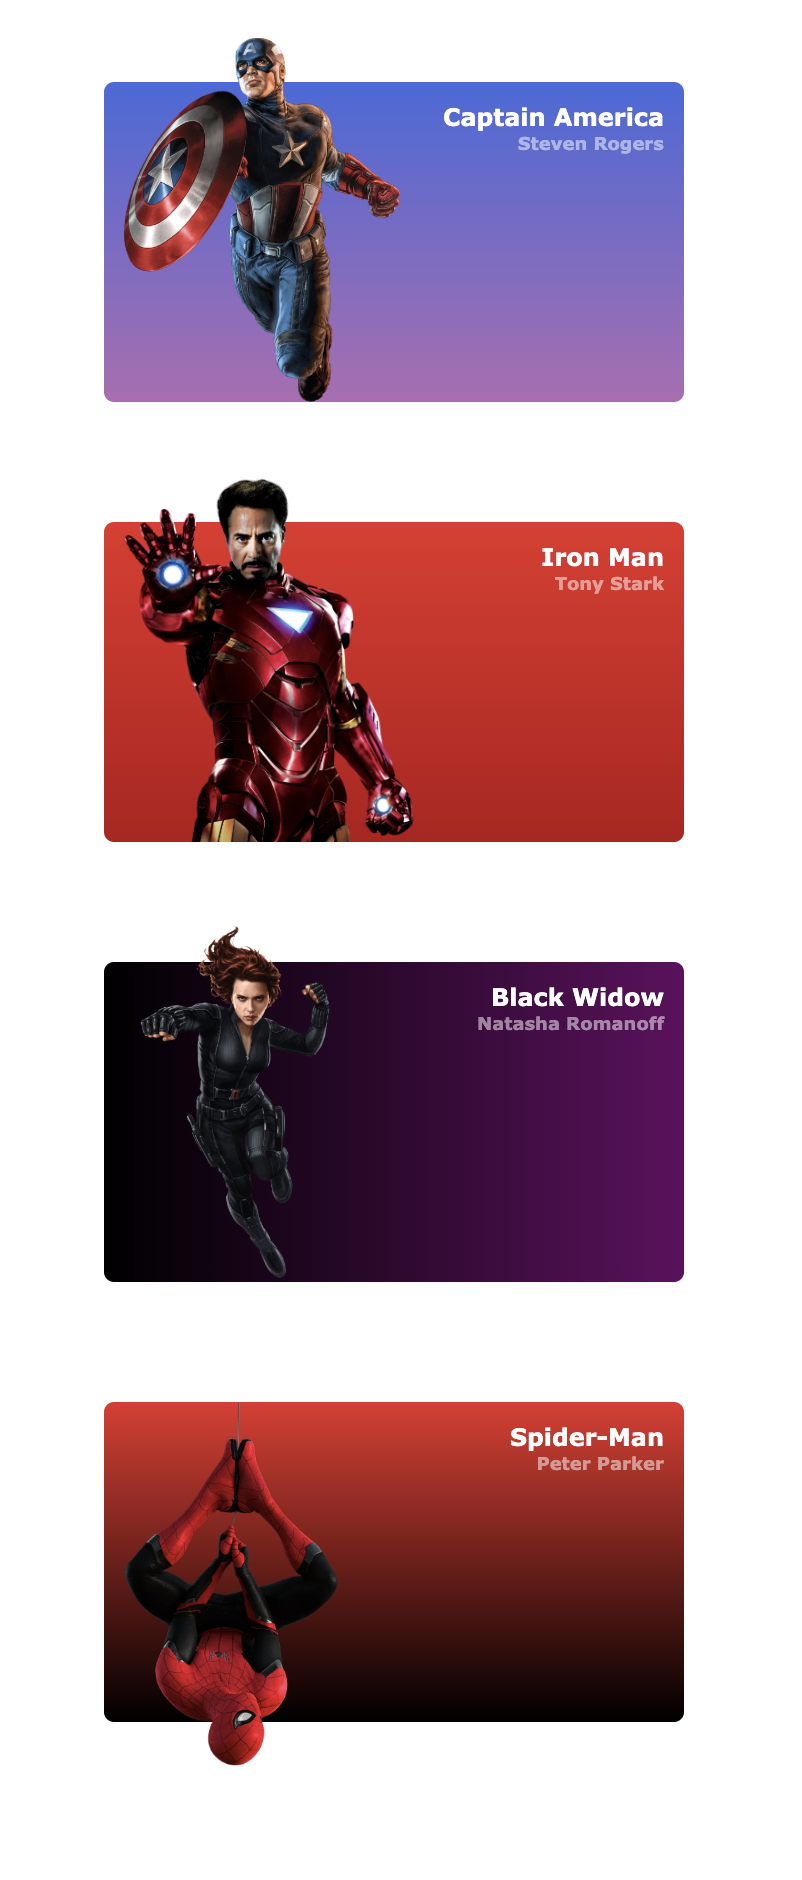 Captain America
Steven Rogers
Iron Man
Tony Stark
Black Widow
Natasha Romanoff
Spider-Man
Peter Parker